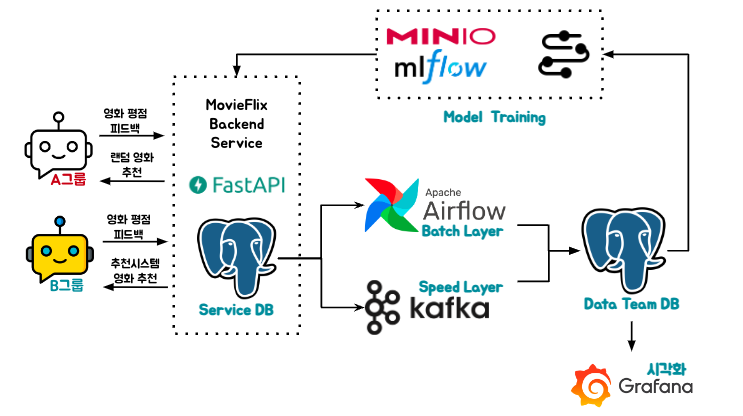 MINIO
mlflow
Model Training
MovieFlix
Backend
Service
FastAPI
Service DB
영화 평점
피드백
랜덤 영화
추천
A그룹
영화 평점
피드백
추천시스템
영화 추천
B그룹
Apache
Airflow
Batch Layer
Speed Layer
kafka
Data Team DB
시각화
Grafana